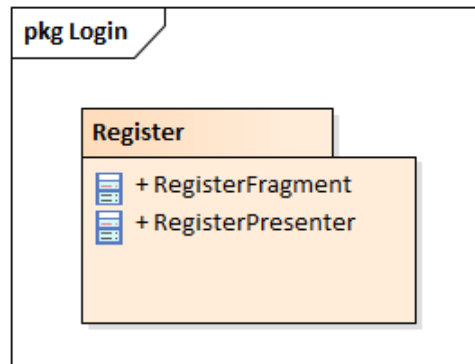 pkg Login
Register
+ RegisterFragment
+ RegisterPresenter